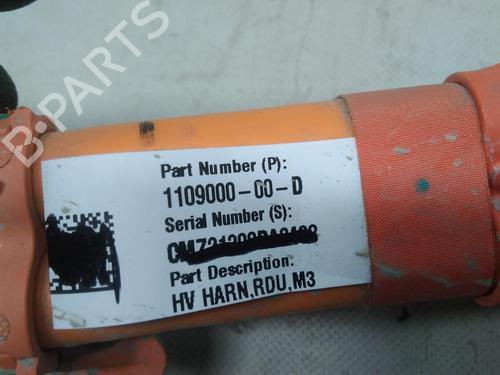 B-PARTS
Part Number (P):
1109000-00-D
Serial Number (S):
Part Description:
HV HARN,RDU,M3